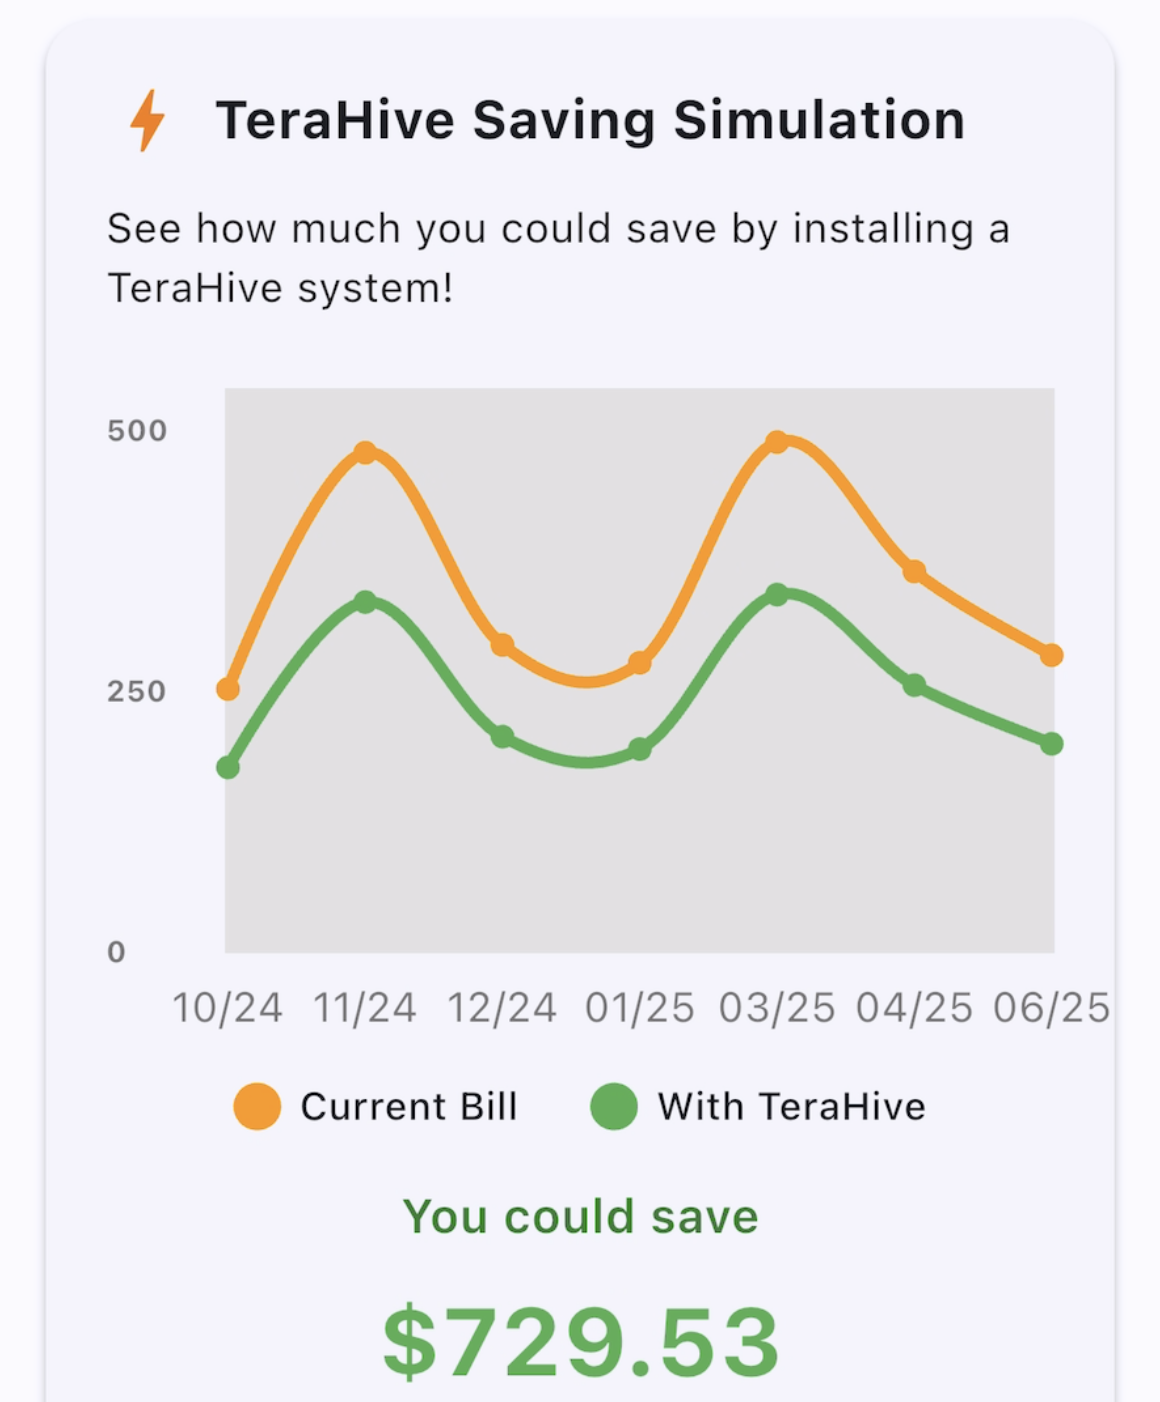 TeraHive Saving Simulation
See how much you could save by installing a
TeraHive system!
500
250
0
10/24 11/24 12/24 01/25 03/25 04/25 06/25
Current Bill With TeraHive
You could save
$729.53